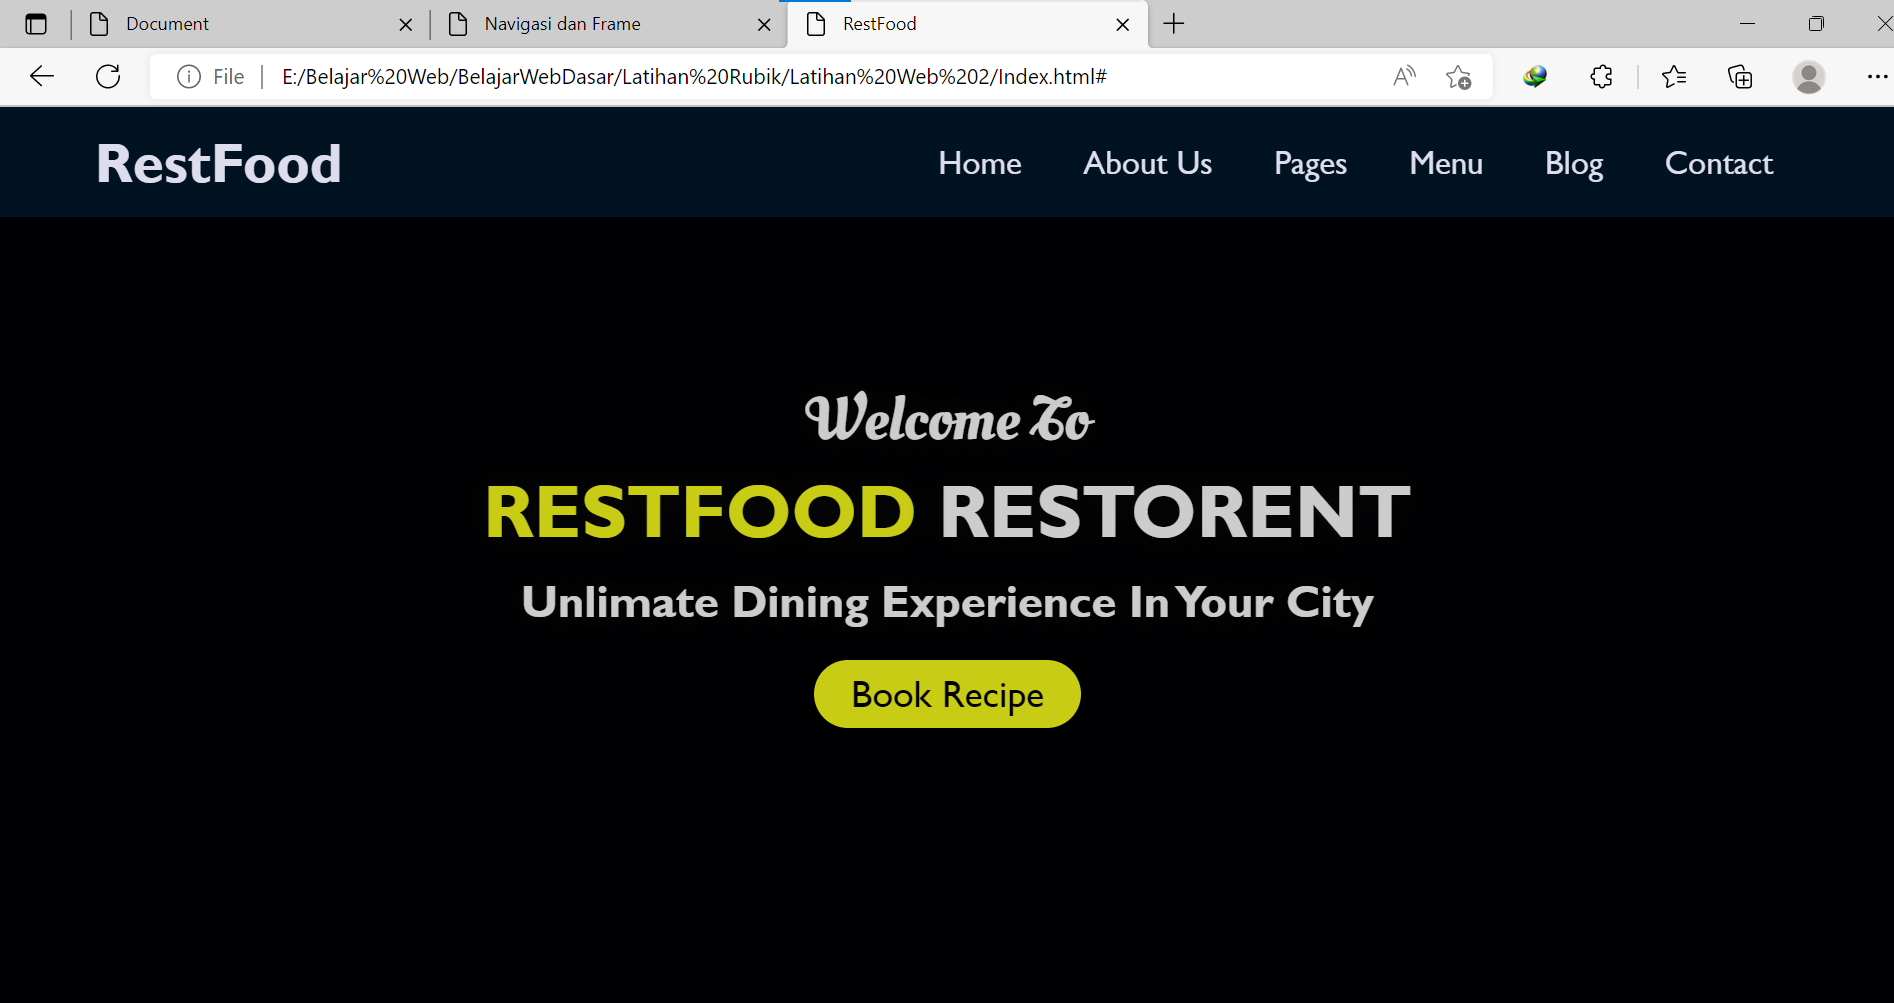 Document
Navigasi dan Frame
RestFood
File
E:/Belajar%20Web/BelajarWebDasar/Latihan%20Rubik/Latihan%20Web%202/Index.html#
RestFood
Home About Us Pages Menu Blog Contact
Welcome To
RESTFOOD RESTORENT
Unlimate Dining Experience In Your City
Book Recipe